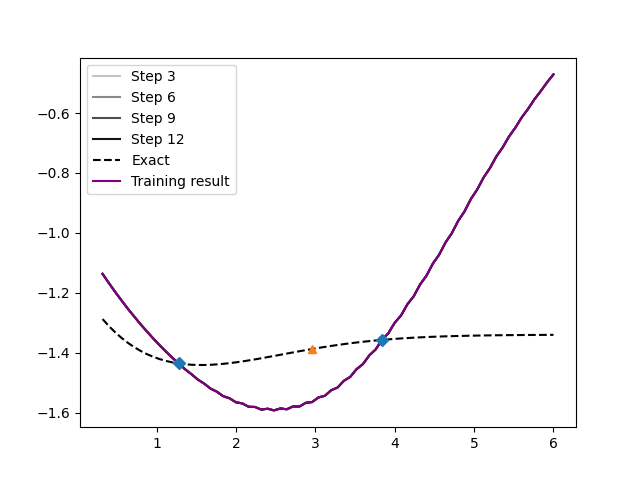 Step 3
Step 6
Step 9
Step 12
Exact
Training result
−0.6
−0.8
−1.0
−1.2
−1.4
−1.6
1 2 3 4 5 6